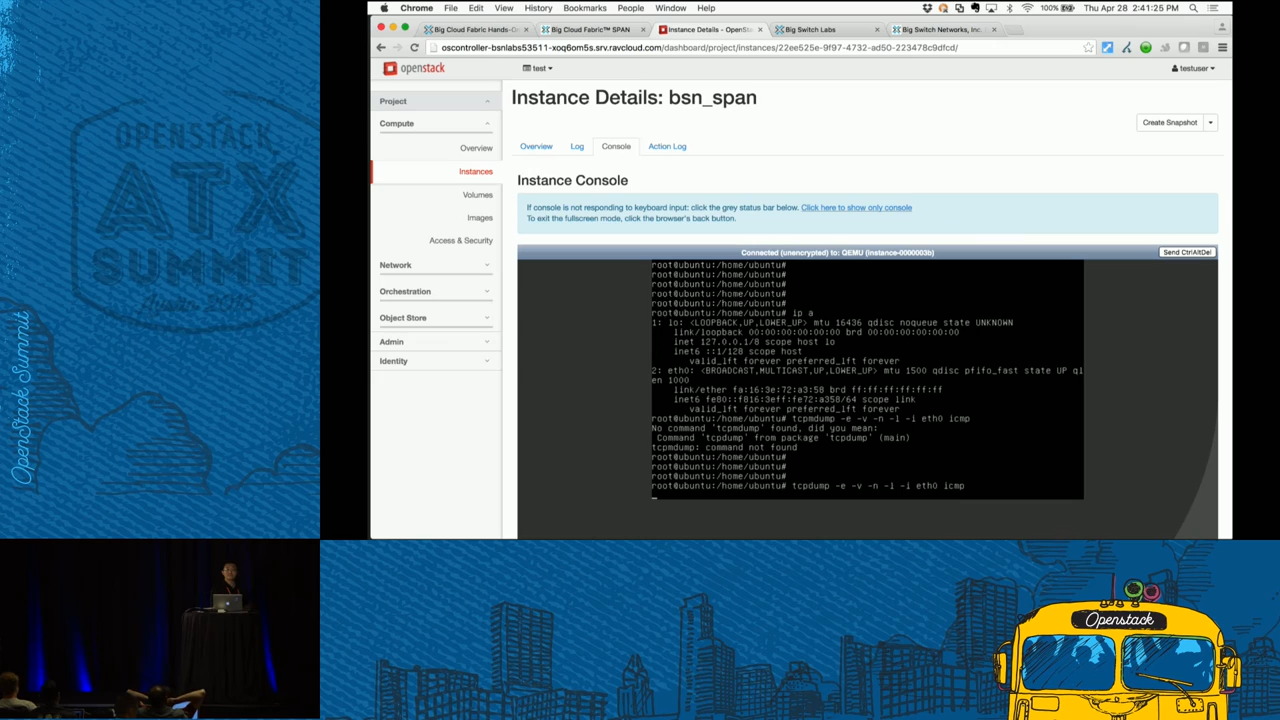 Chrome File Edit View History Bookmarks People Window Help
100% Thu Apr 28 2:41:25 PM
Big Cloud Fabric Hands-O
Big Cloud Fabric™ SPAN
Instance Details - OpenSta
Big Switch Labs
Big Switch Networks, Inc.
oscontroller-bsnlabs53511-xoq6om5s.srv.ravcloud.com/dashboard/project/instances/22ee525e-9f97-4732-ad50-223478c9dfcd/
openstack
test
testuser
Project
Compute
Overview
Instances
Volumes
Images
Access & Security
Network
Orchestration
Object Store
Admin
Identity
Instance Details: bsn_span
Create Snapshot
Overview Log Console Action Log
Instance Console
If console is not responding to keyboard input: click the grey status bar below. Click here to show only console
To exit the fullscreen mode, click the browser's back button.
Connected (unencrypted) to: QEMU (instance-0000003b)
Send CtrlAltDel
root@ubuntu:/home/ubuntu#
root@ubuntu:/home/ubuntu#
root@ubuntu:/home/ubuntu#
root@ubuntu:/home/ubuntu#
root@ubuntu:/home/ubuntu#
root@ubuntu:/home/ubuntu# ip a
1: lo: <LOOPBACK,UP,LOWER_UP> mtu 16436 qdisc noqueue state UNKNOWN
link/loopback 00:00:00:00:00:00 brd 00:00:00:00:00:00
inet 127.0.0.1/8 scope host lo
inet6 ::1/128 scope host
valid_lft forever preferred_lft forever
2: eth0: <BROADCAST,MULTICAST,UP,LOWER_UP> mtu 1500 qdisc pfifo_fast state UP ql
en 1000
link/ether fa:16:3e:72:a3:58 brd ff:ff:ff:ff:ff:ff
inet6 fe80::f816:3eff:fe72:a358/64 scope link
valid_lft forever preferred_lft forever
root@ubuntu:/home/ubuntu# tcpmdump -e -v -n -l -i eth0 icmp
No command 'tcpmdump' found, did you mean:
Command 'tcpdump' from package 'tcpdump' (main)
tcpmdump: command not found
root@ubuntu:/home/ubuntu#
root@ubuntu:/home/ubuntu#
root@ubuntu:/home/ubuntu# tcpdump -e -v -n -l -i eth0 icmp
OPENSTACK
ATX
SUMMIT
OpenStack Summit
Openstack